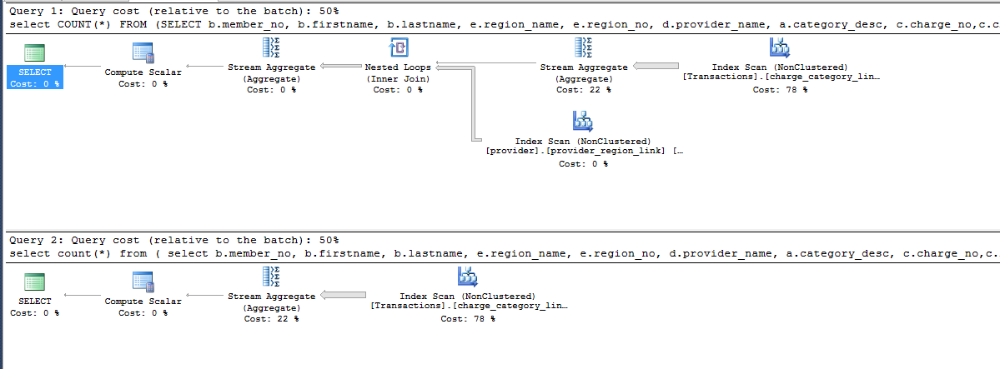 Query 1: Query cost (relative to the batch): 50%
select COUNT(*) FROM (SELECT b.member_no, b.firstname, b.lastname, e.region_name, e.region_no, d.provider_name, a.category_desc, c.charge_no,c.c
SELECT
Cost: 0 %
Compute Scalar
Cost: 0 %
Stream Aggregate
(Aggregate)
Cost: 0 %
Nested Loops
(Inner Join)
Cost: 0 %
Stream Aggregate
(Aggregate)
Cost: 22 %
Index Scan (NonClustered)
[Transactions].[charge_category_lin…
Cost: 78 %
Index Scan (NonClustered)
[provider].[provider_region_link] […
Cost: 0 %
Query 2: Query cost (relative to the batch): 50%
select count(*) from ( select b.member_no, b.firstname, b.lastname, e.region_name, e.region_no, d.provider_name, a.category_desc, c.charge_no,c.
SELECT
Cost: 0 %
Compute Scalar
Cost: 0 %
Stream Aggregate
(Aggregate)
Cost: 22 %
Index Scan (NonClustered)
[Transactions].[charge_category_lin…
Cost: 78 %